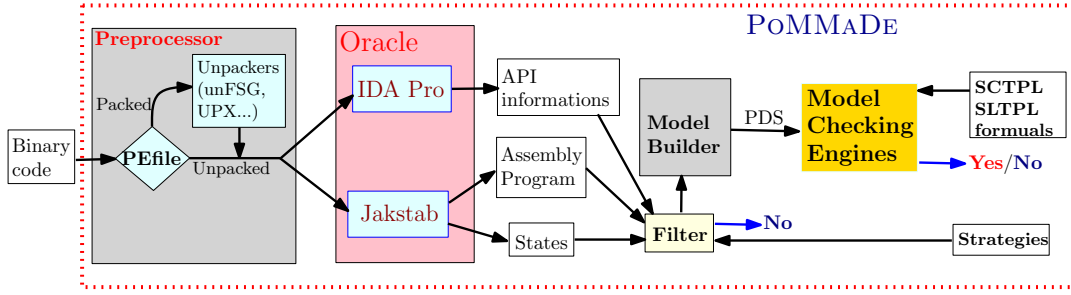 PoMMaDe
Preprocessor
Oracle
Unpackers
(unFSG,
UPX...)
Packed
PEfile
Unpacked
Binary
code
IDA Pro
Jakstab
API
informations
Assembly
Program
States
Model
Builder
PDS
Model
Checking
Engines
SCTPL
SLTPL
formuals
Yes/No
Filter
No
Strategies